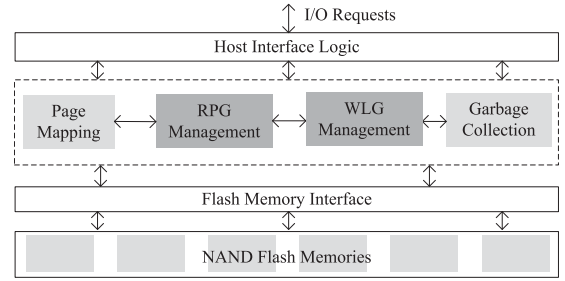 I/O Requests
Host Interface Logic
Page
Mapping
RPG
Management
WLG
Management
Garbage
Collection
Flash Memory Interface
NAND Flash Memories